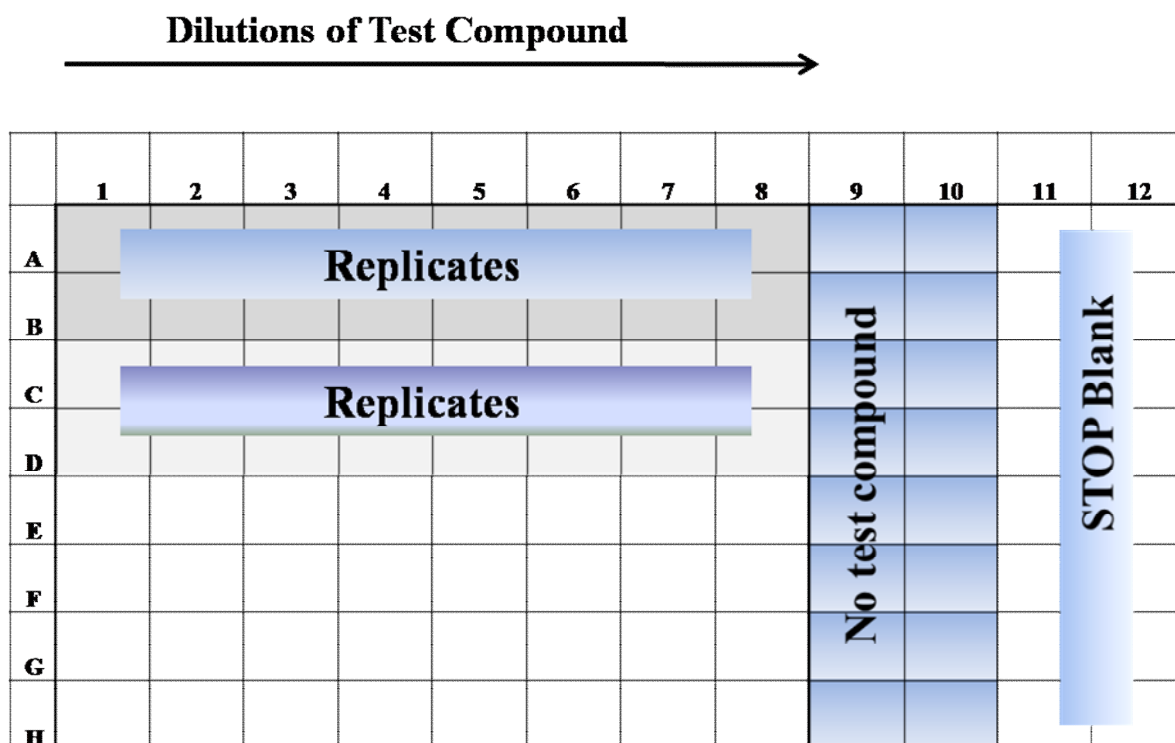 Dilutions of Test Compound
1 2 3 4 5 6 7 8 9 10 11 12
A
Replicates
B
C
Replicates
D
E
F
G
H
No test compound
STOP Blank